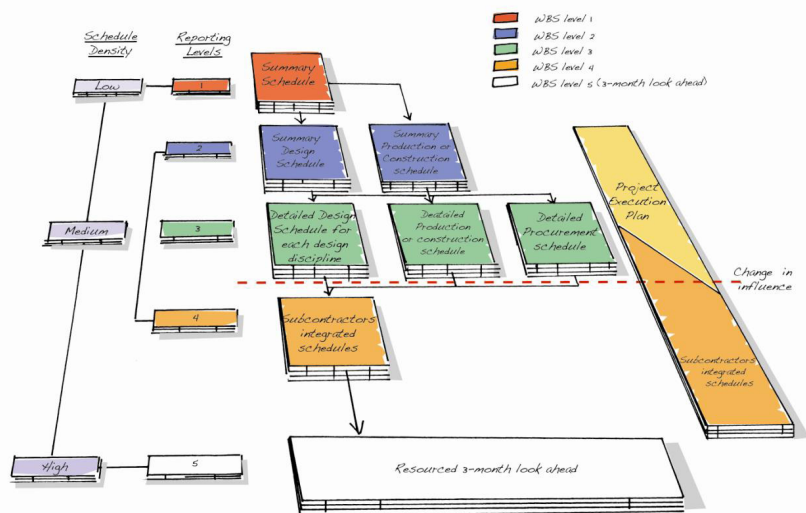 WBS level 1
WBS level 2
WBS level 3
WBS level 4
WBS level 5 (3-month look ahead)
Schedule
Density
Reporting
Levels
Low
1
Summary
Schedule
2
Summary
Design
Schedule
Summary
Production or
Construction
schedule
Project
Execution
Plan
Medium
3
Detailed Design
Schedule for
each design
discipline
Deatailed
Production
or construction
schedule
Detailed
Procurement
schedule
Change in
influence
4
Subcontractors
integrated
schedules
Subcontractors
integrated
schedules
High
5
Resourced 3-month look ahead